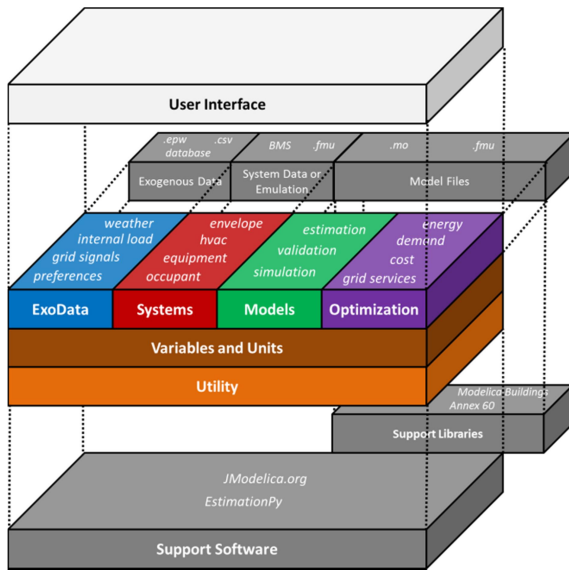 User Interface
.epw .csv
database
BMS .fmu
.mo .fmu
Exogenous Data
System Data or
Emulation
Model Files
weather
internal load
grid signals
preferences
envelope
hvac
equipment
occupant
estimation
validation
simulation
energy
demand
cost
grid services
ExoData
Systems
Models
Optimization
Variables and Units
Utility
Modelica Buildings
Annex 60
Support Libraries
JModelica.org
EstimationPy
Support Software